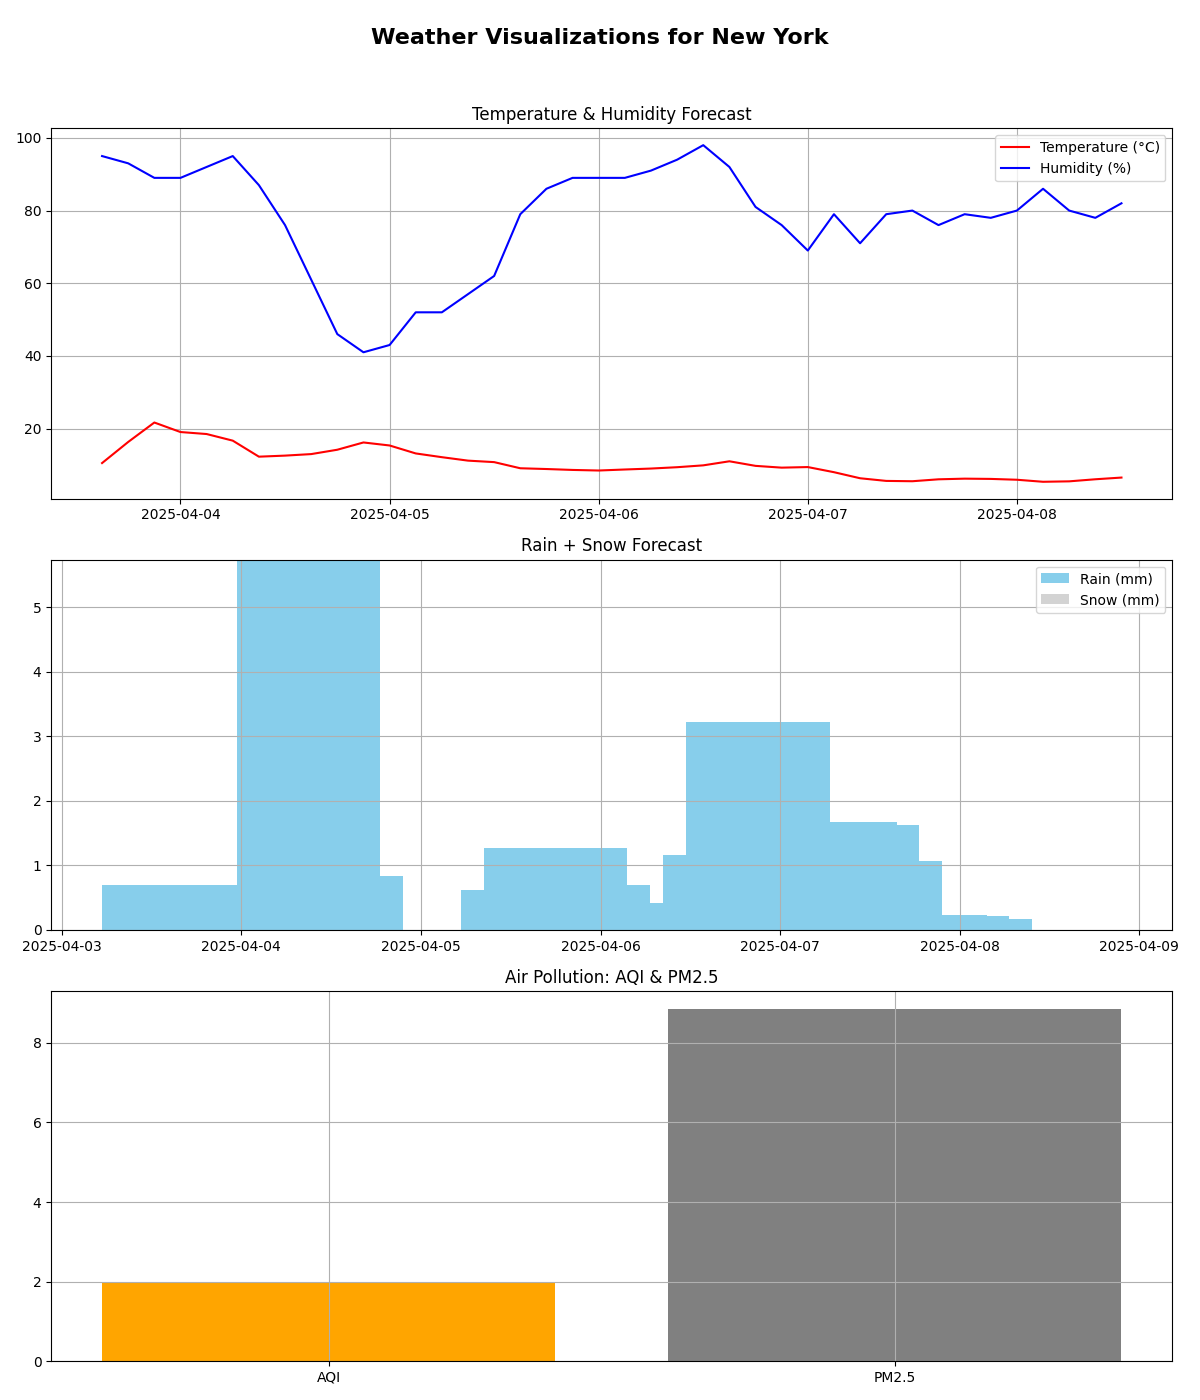 Weather Visualizations for New York
Temperature & Humidity Forecast
100
80
60
40
20
Temperature (°C)
Humidity (%)
2025-04-04 2025-04-05 2025-04-06 2025-04-07 2025-04-08
Rain + Snow Forecast
5
4
3
2
1
0
Rain (mm)
Snow (mm)
2025-04-03 2025-04-04 2025-04-05 2025-04-06 2025-04-07 2025-04-08 2025-04-09
Air Pollution: AQI & PM2.5
8
6
4
2
0
AQI PM2.5